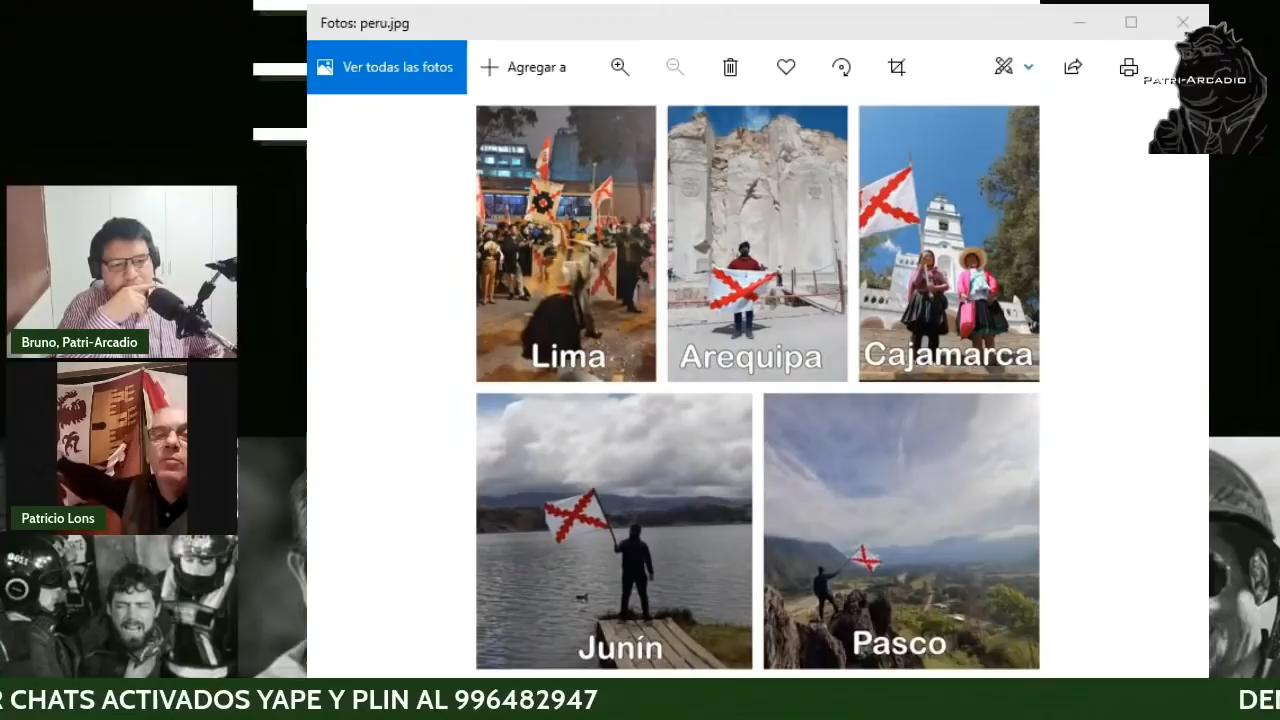 Fotos: peru.jpg
Ver todas las fotos
Agregar a
PATRI-ARCADIO
Lima
Arequipa
Cajamarca
Bruno, Patri-Arcadio
Patricio Lons
Junín
Pasco
R CHATS ACTIVADOS YAPE Y PLIN AL 996482947
DE